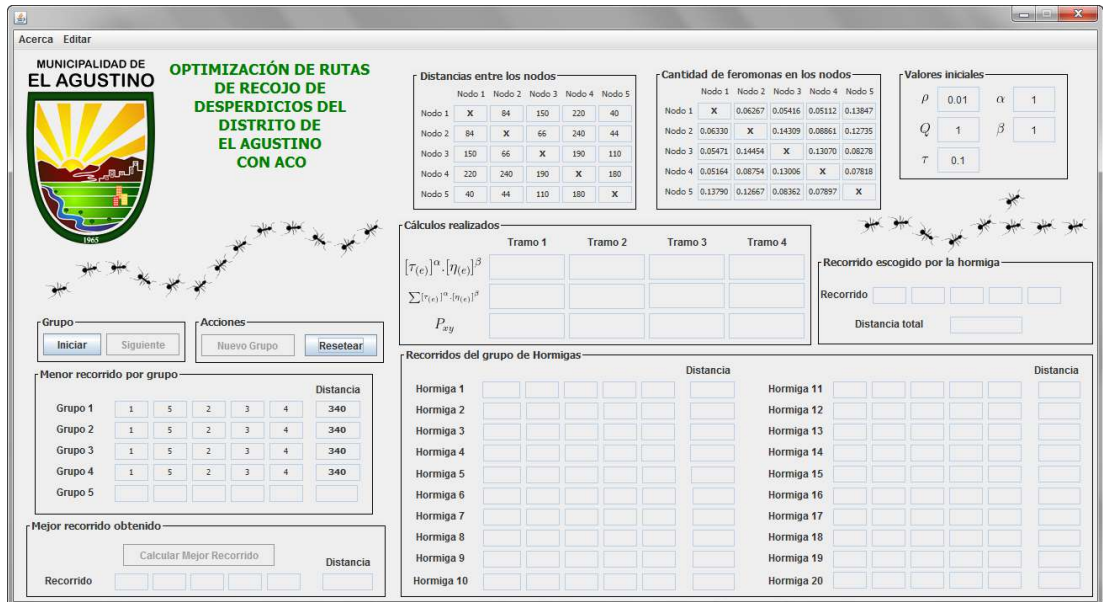 Acerca Editar
MUNICIPALIDAD DE
EL AGUSTINO
1965
OPTIMIZACIÓN DE RUTAS
DE RECOJO DE
DESPERDICIOS DEL
DISTRITO DE
EL AGUSTINO
CON ACO
Distancias entre los nodos
Nodo 1 Nodo 2 Nodo 3 Nodo 4 Nodo 5
Nodo 1 X 84 150 220 40
Nodo 2 84 X 66 240 44
Nodo 3 150 66 X 190 110
Nodo 4 220 240 190 X 180
Nodo 5 40 44 110 180 X
Cantidad de feromonas en los nodos
Nodo 1 Nodo 2 Nodo 3 Nodo 4 Nodo 5
Nodo 1 X 0.06267 0.05416 0.05112 0.13847
Nodo 2 0.06330 X 0.14309 0.08861 0.12735
Nodo 3 0.05471 0.14454 X 0.13070 0.08278
Nodo 4 0.05164 0.08754 0.13006 X 0.07818
Nodo 5 0.13790 0.12667 0.08362 0.07897 X
Valores iniciales
ρ 0.01 α 1
Q 1 β 1
τ 0.1
Cálculos realizados
Tramo 1 Tramo 2 Tramo 3 Tramo 4
[τ(e)]^α.[η(e)]^β
∑[τ(e)]^α.[η(e)]^β
P_xy
Recorrido escogido por la hormiga
Recorrido
Distancia total
Grupo
Iniciar Siguiente
Acciones
Nuevo Grupo Resetear
Menor recorrido por grupo
Distancia
Grupo 1 1 5 2 3 4 340
Grupo 2 1 5 2 3 4 340
Grupo 3 1 5 2 3 4 340
Grupo 4 1 5 2 3 4 340
Grupo 5
Mejor recorrido obtenido
Calcular Mejor Recorrido
Distancia
Recorrido
Recorridos del grupo de Hormigas
Distancia Distancia
Hormiga 1 Hormiga 11
Hormiga 2 Hormiga 12
Hormiga 3 Hormiga 13
Hormiga 4 Hormiga 14
Hormiga 5 Hormiga 15
Hormiga 6 Hormiga 16
Hormiga 7 Hormiga 17
Hormiga 8 Hormiga 18
Hormiga 9 Hormiga 19
Hormiga 10 Hormiga 20